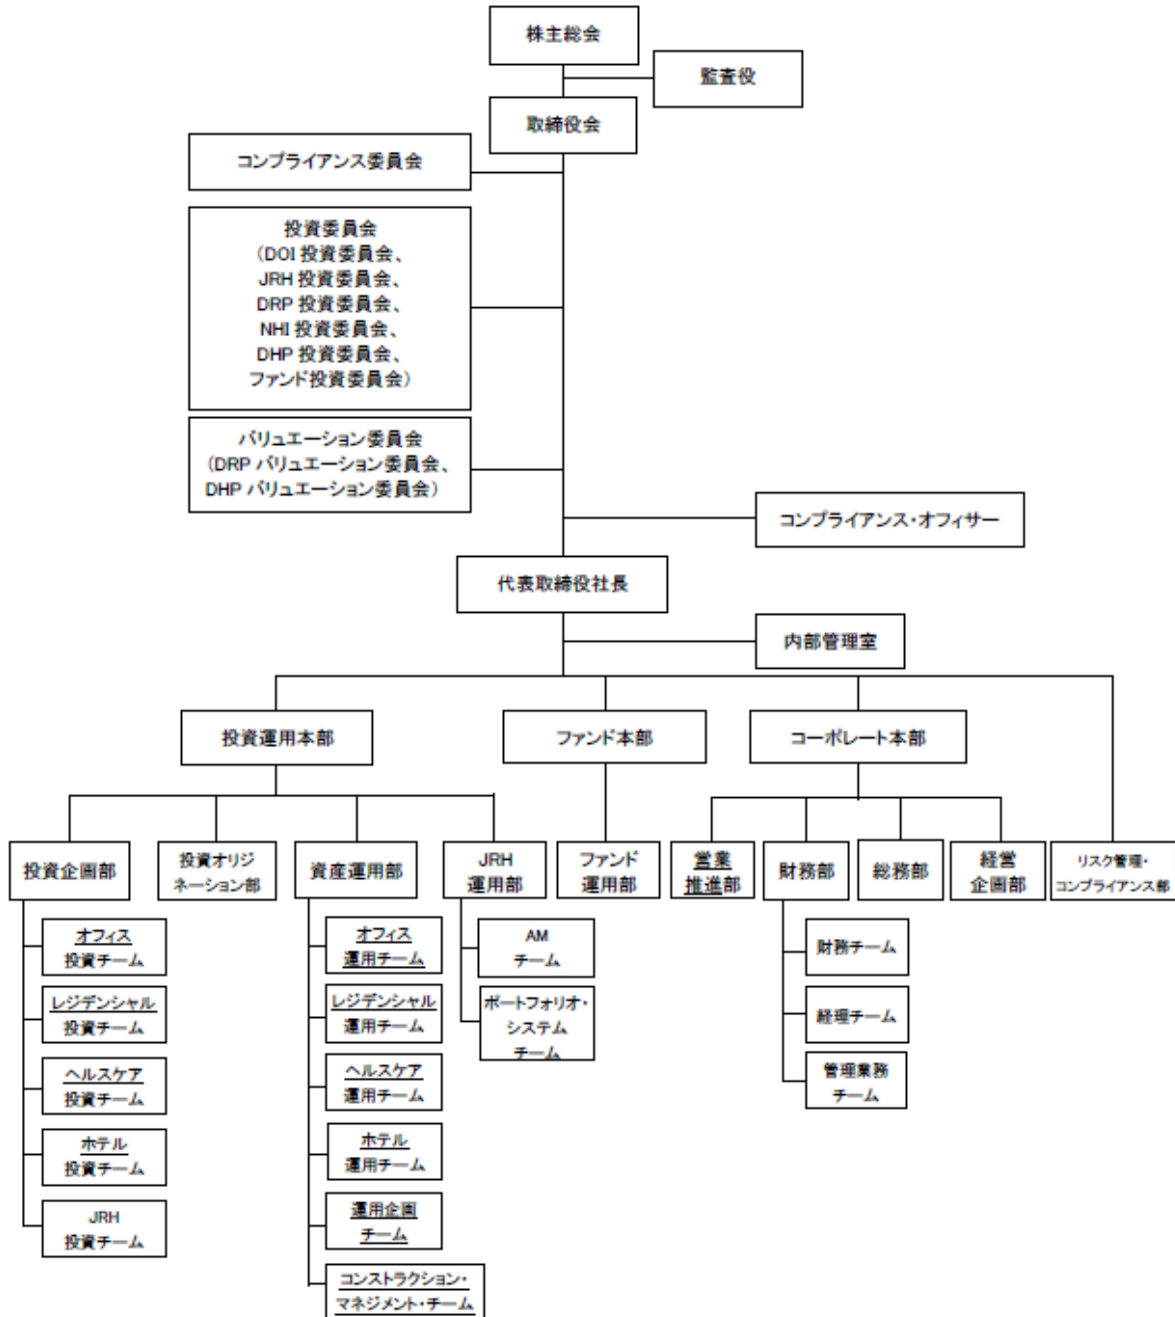 株主総会
監査役
取締役会
コンプライアンス委員会
投資委員会
（DOI 投資委員会、
JRH 投資委員会、
DRP 投資委員会、
NHI 投資委員会、
DHP 投資委員会、
ファンド投資委員会）
バリュエーション委員会
（DRP バリュエーション委員会、
DHP バリュエーション委員会）
コンプライアンス・オフィサー
代表取締役社長
内部管理室
投資運用本部
ファンド本部
コーポレート本部
投資企画部
投資オリジ
ネーション部
資産運用部
JRH
運用部
ファンド
運用部
営業
推進部
財務部
総務部
経営
企画部
リスク管理・
コンプライアンス部
オフィス
投資チーム
レジデンシャル
投資チーム
ヘルスケア
投資チーム
ホテル
投資チーム
JRH
投資チーム
オフィス
運用チーム
レジデンシャル
運用チーム
ヘルスケア
運用チーム
ホテル
運用チーム
運用企画
チーム
コンストラクション・
マネジメント・チーム
AM
チーム
ポートフォリオ・
システム
チーム
財務チーム
経理チーム
管理業務
チーム